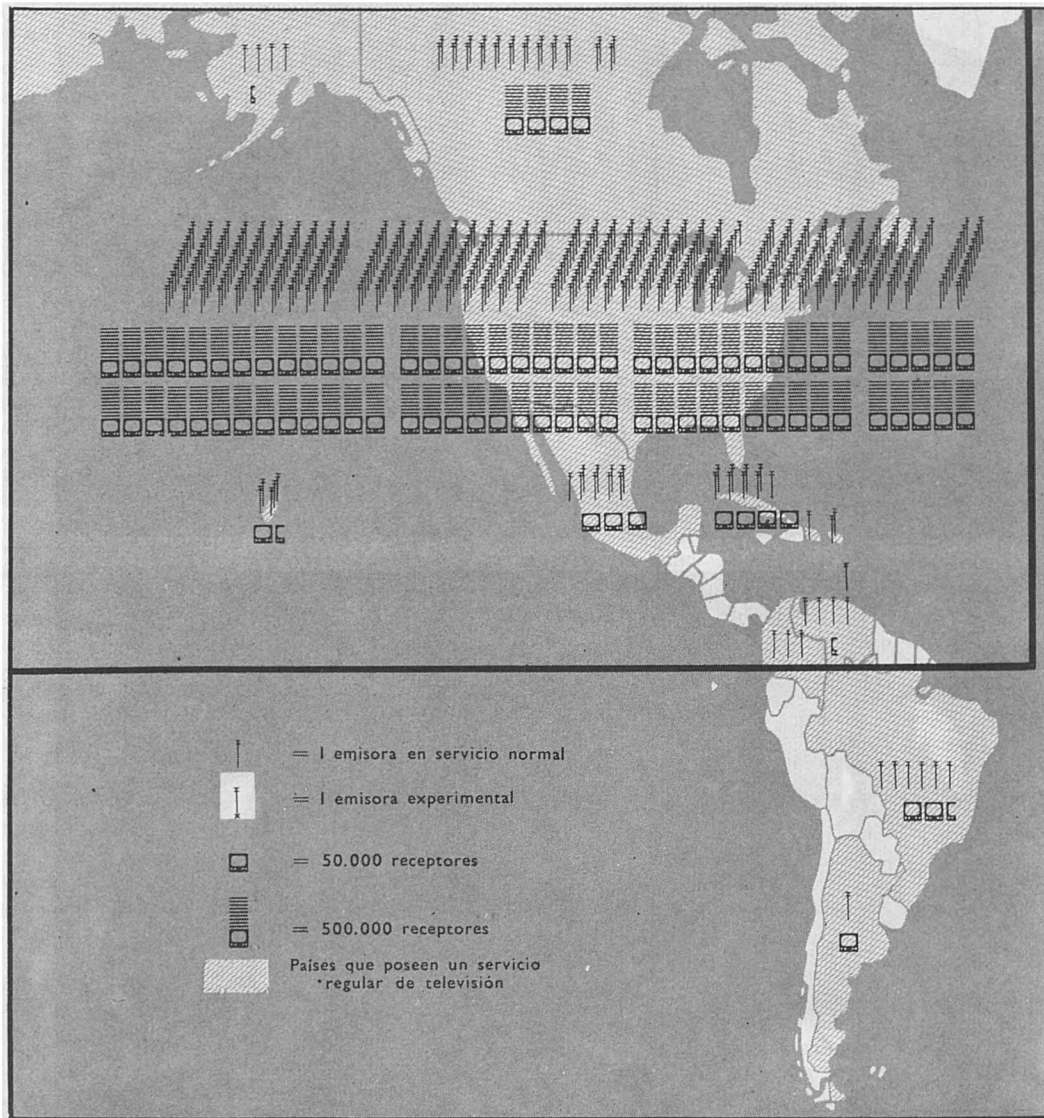 = 1 emisora en servicio normal
= 1 emisora experimental
= 50.000 receptores
= 500.000 receptores
Países que poseen un servicio
regular de televisión